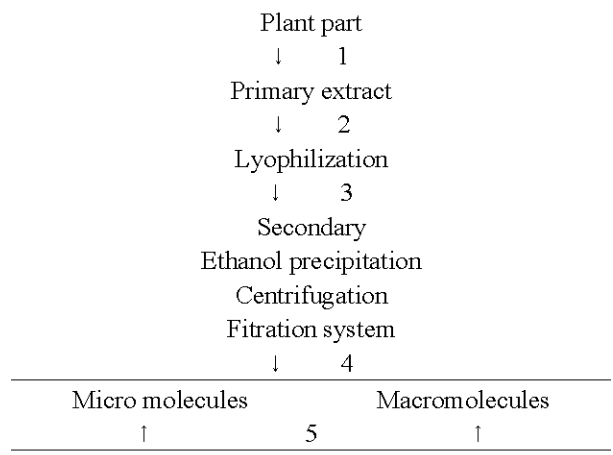 Plant part
↓ 1
Primary extract
↓ 2
Lyophilization
↓ 3
Secondary
Ethanol precipitation
Centrifugation
Fitration system
↓ 4
Micro molecules Macromolecules
↑ 5 ↑